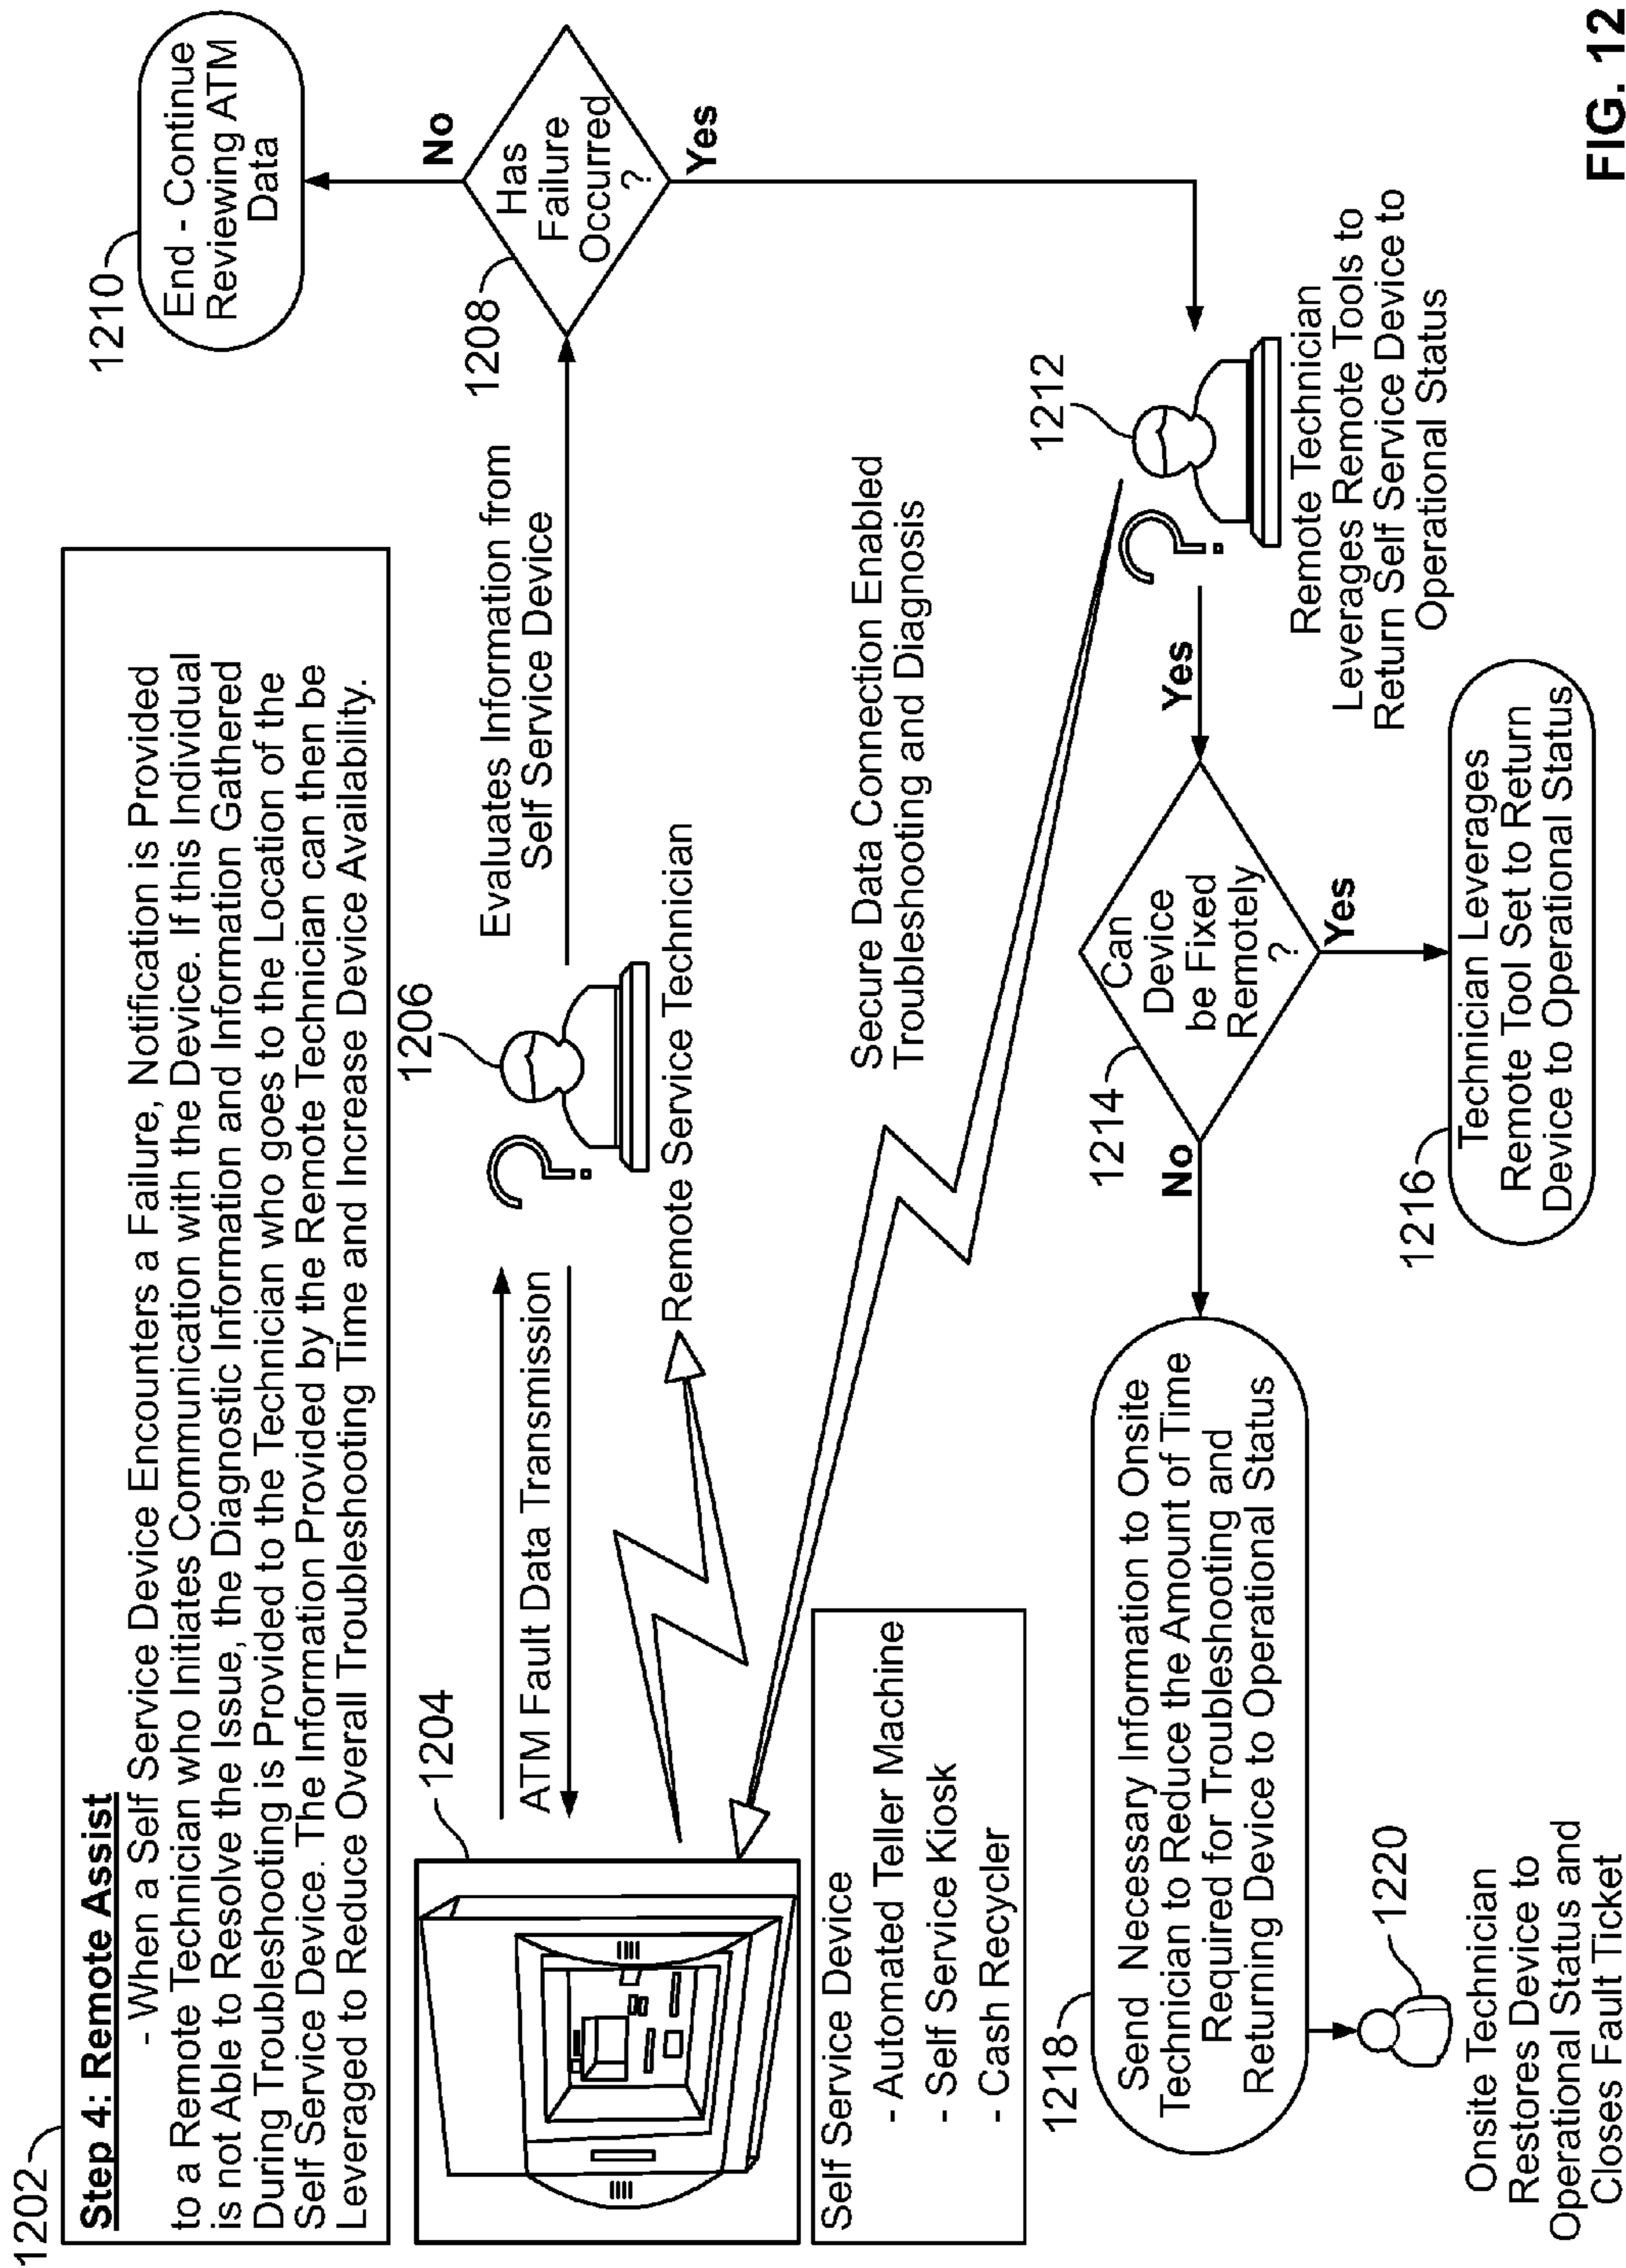 1202
Step 4: Remote Assist
- When a Self Service Device Encounters a Failure, Notification is Provided
to a Remote Technician who Initiates Communication with the Device. If this Individual
is not Able to Resolve the Issue, the Diagnostic Information and Information Gathered
During Troubleshooting is Provided to the Technician who goes to the Location of the
Self Service Device. The Information Provided by the Remote Technician can then be
Leveraged to Reduce Overall Troubleshooting Time and Increase Device Availability.
1204
ATM Fault Data Transmission
1206
Remote Service Technician
Evaluates Information from
Self Service Device
1208
Has
Failure
Occurred
?
No
Yes
1210
End - Continue
Reviewing ATM
Data
Self Service Device
- Automated Teller Machine
- Self Service Kiosk
- Cash Recycler
Secure Data Connection Enabled
Troubleshooting and Diagnosis
1212
Remote Technician
Leverages Remote Tools to
Return Self Service Device to
Operational Status
Yes
1214
Can
Device
be Fixed
Remotely
?
No
Yes
1216
Technician Leverages
Remote Tool Set to Return
Device to Operational Status
1218
Send Necessary Information to Onsite
Technician to Reduce the Amount of Time
Required for Troubleshooting and
Returning Device to Operational Status
1220
Onsite Technician
Restores Device to
Operational Status and
Closes Fault Ticket
FIG. 12